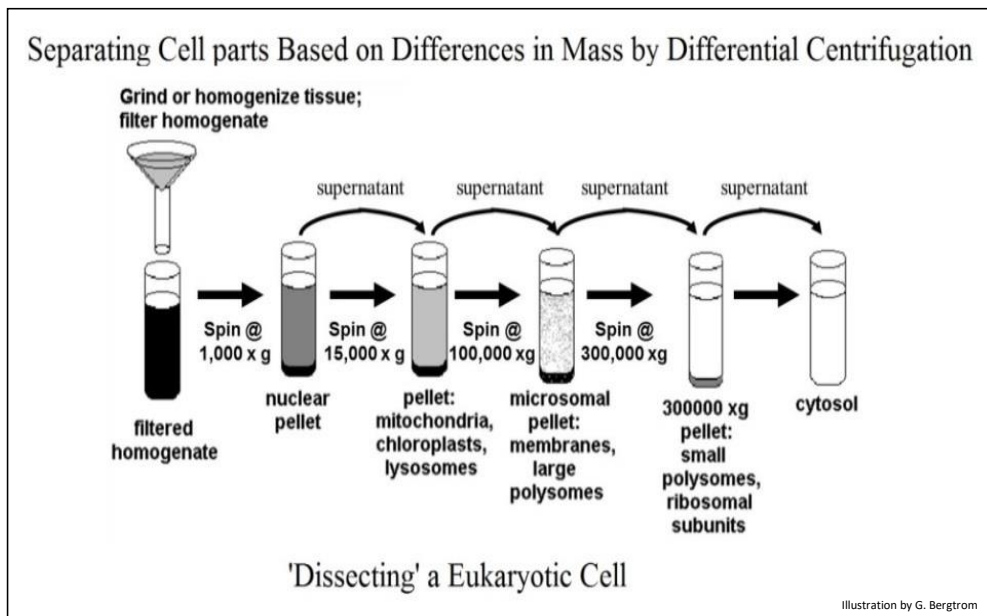 Separating Cell parts Based on Differences in Mass by Differential Centrifugation
Grind or homogenize tissue;
filter homogenate
supernatant
supernatant
supernatant
supernatant
Spin @
1,000 x g
Spin @
15,000 x g
Spin @
100,000 xg
Spin @
300,000 xg
filtered
homogenate
nuclear
pellet
pellet:
mitochondria,
chloroplasts,
lysosomes
microsomal
pellet:
membranes,
large
polysomes
300000 xg
pellet:
small
polysomes,
ribosomal
subunits
cytosol
'Dissecting' a Eukaryotic Cell
Illustration by G. Bergtrom